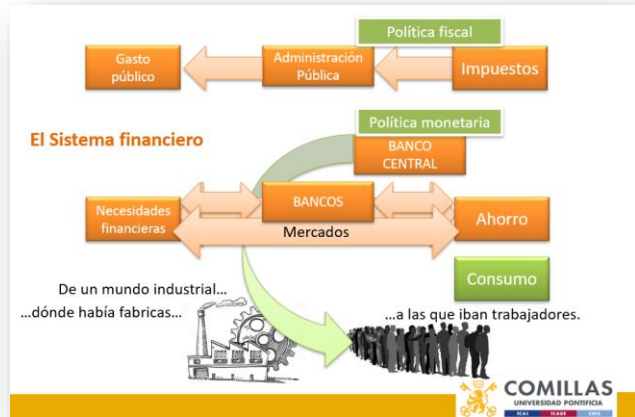 Política fiscal
Gasto
público
Administración
Pública
Impuestos
El Sistema financiero
Política monetaria
BANCO
CENTRAL
Necesidades
financieras
BANCOS
Mercados
Ahorro
Consumo
De un mundo industrial...
...dónde había fabricas...
...a las que iban trabajadores.
COMILLAS
UNIVERSIDAD PONTIFICIA
ICAI ICADE CIHS